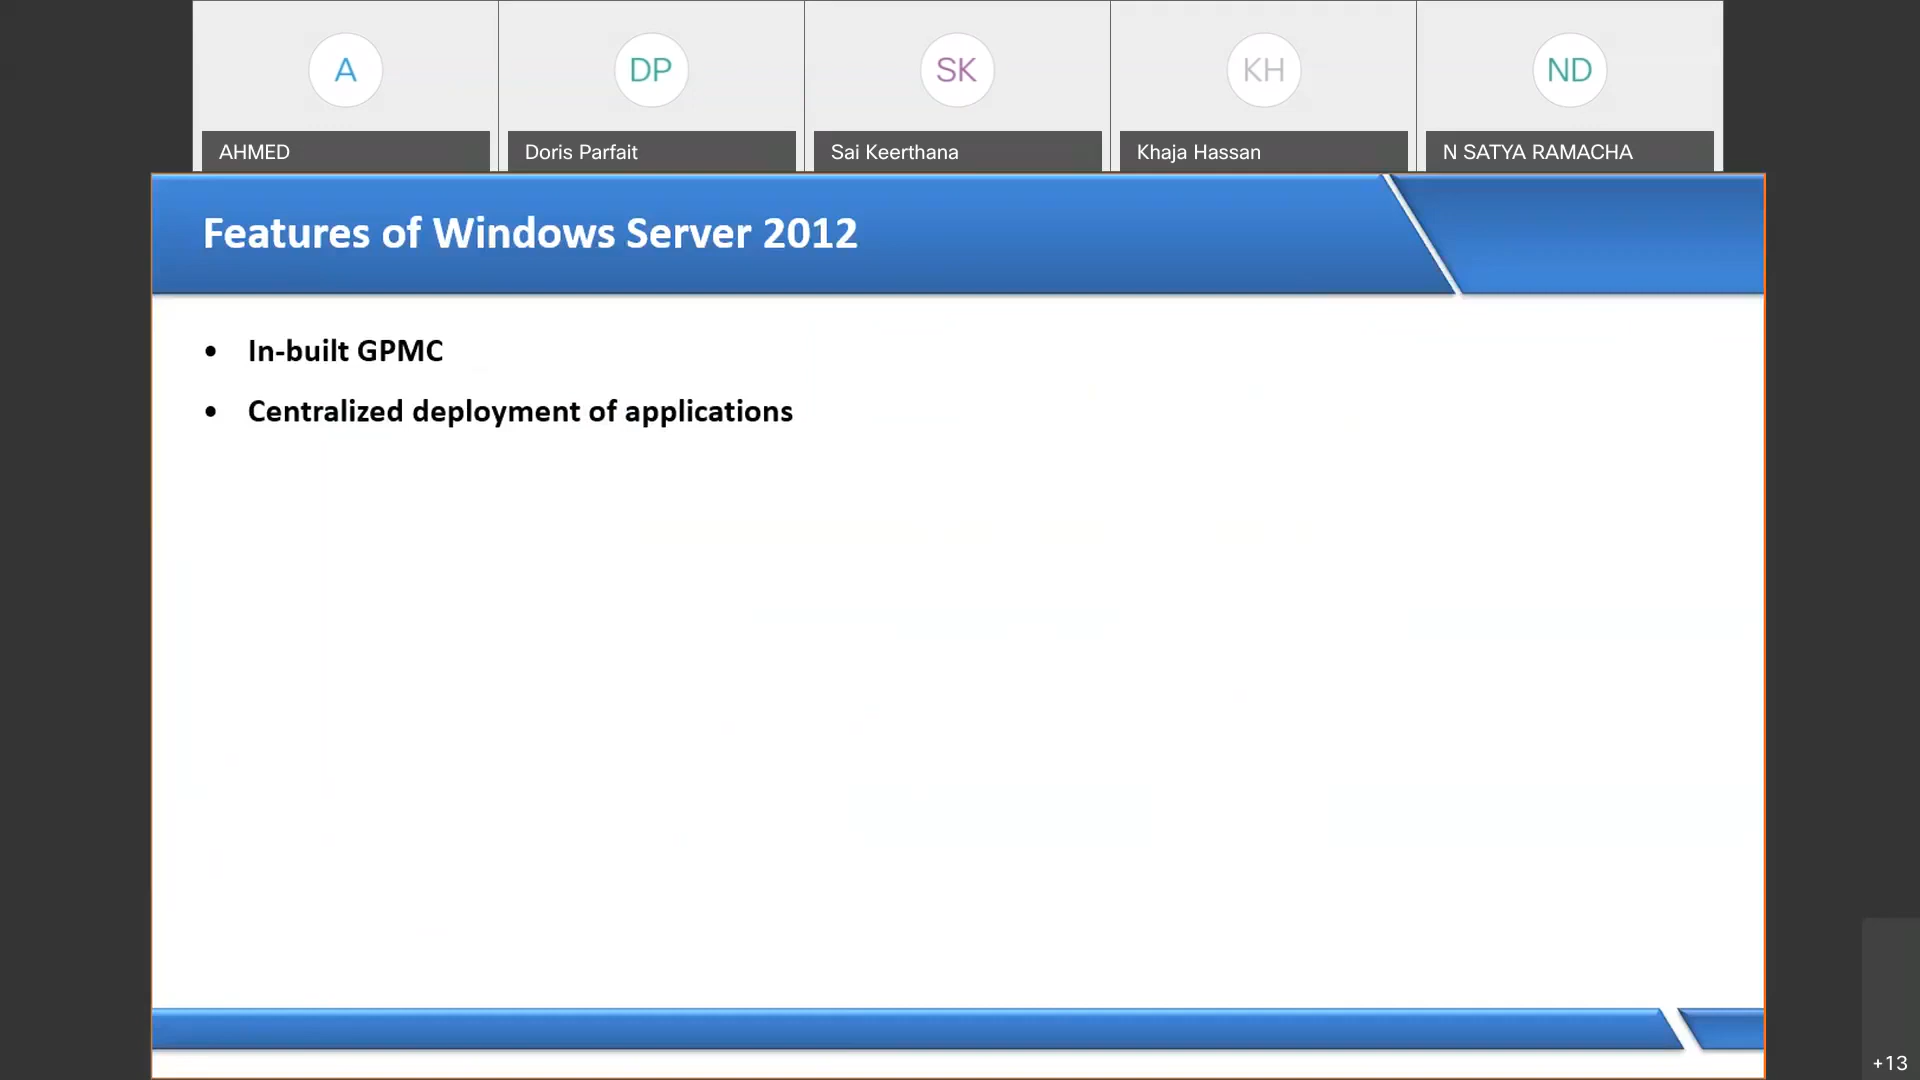 A
DP
SK
KH
ND
AHMED
Doris Parfait
Sai Keerthana
Khaja Hassan
N SATYA RAMACHA
Features of Windows Server 2012
• In-built GPMC
• Centralized deployment of applications
+13